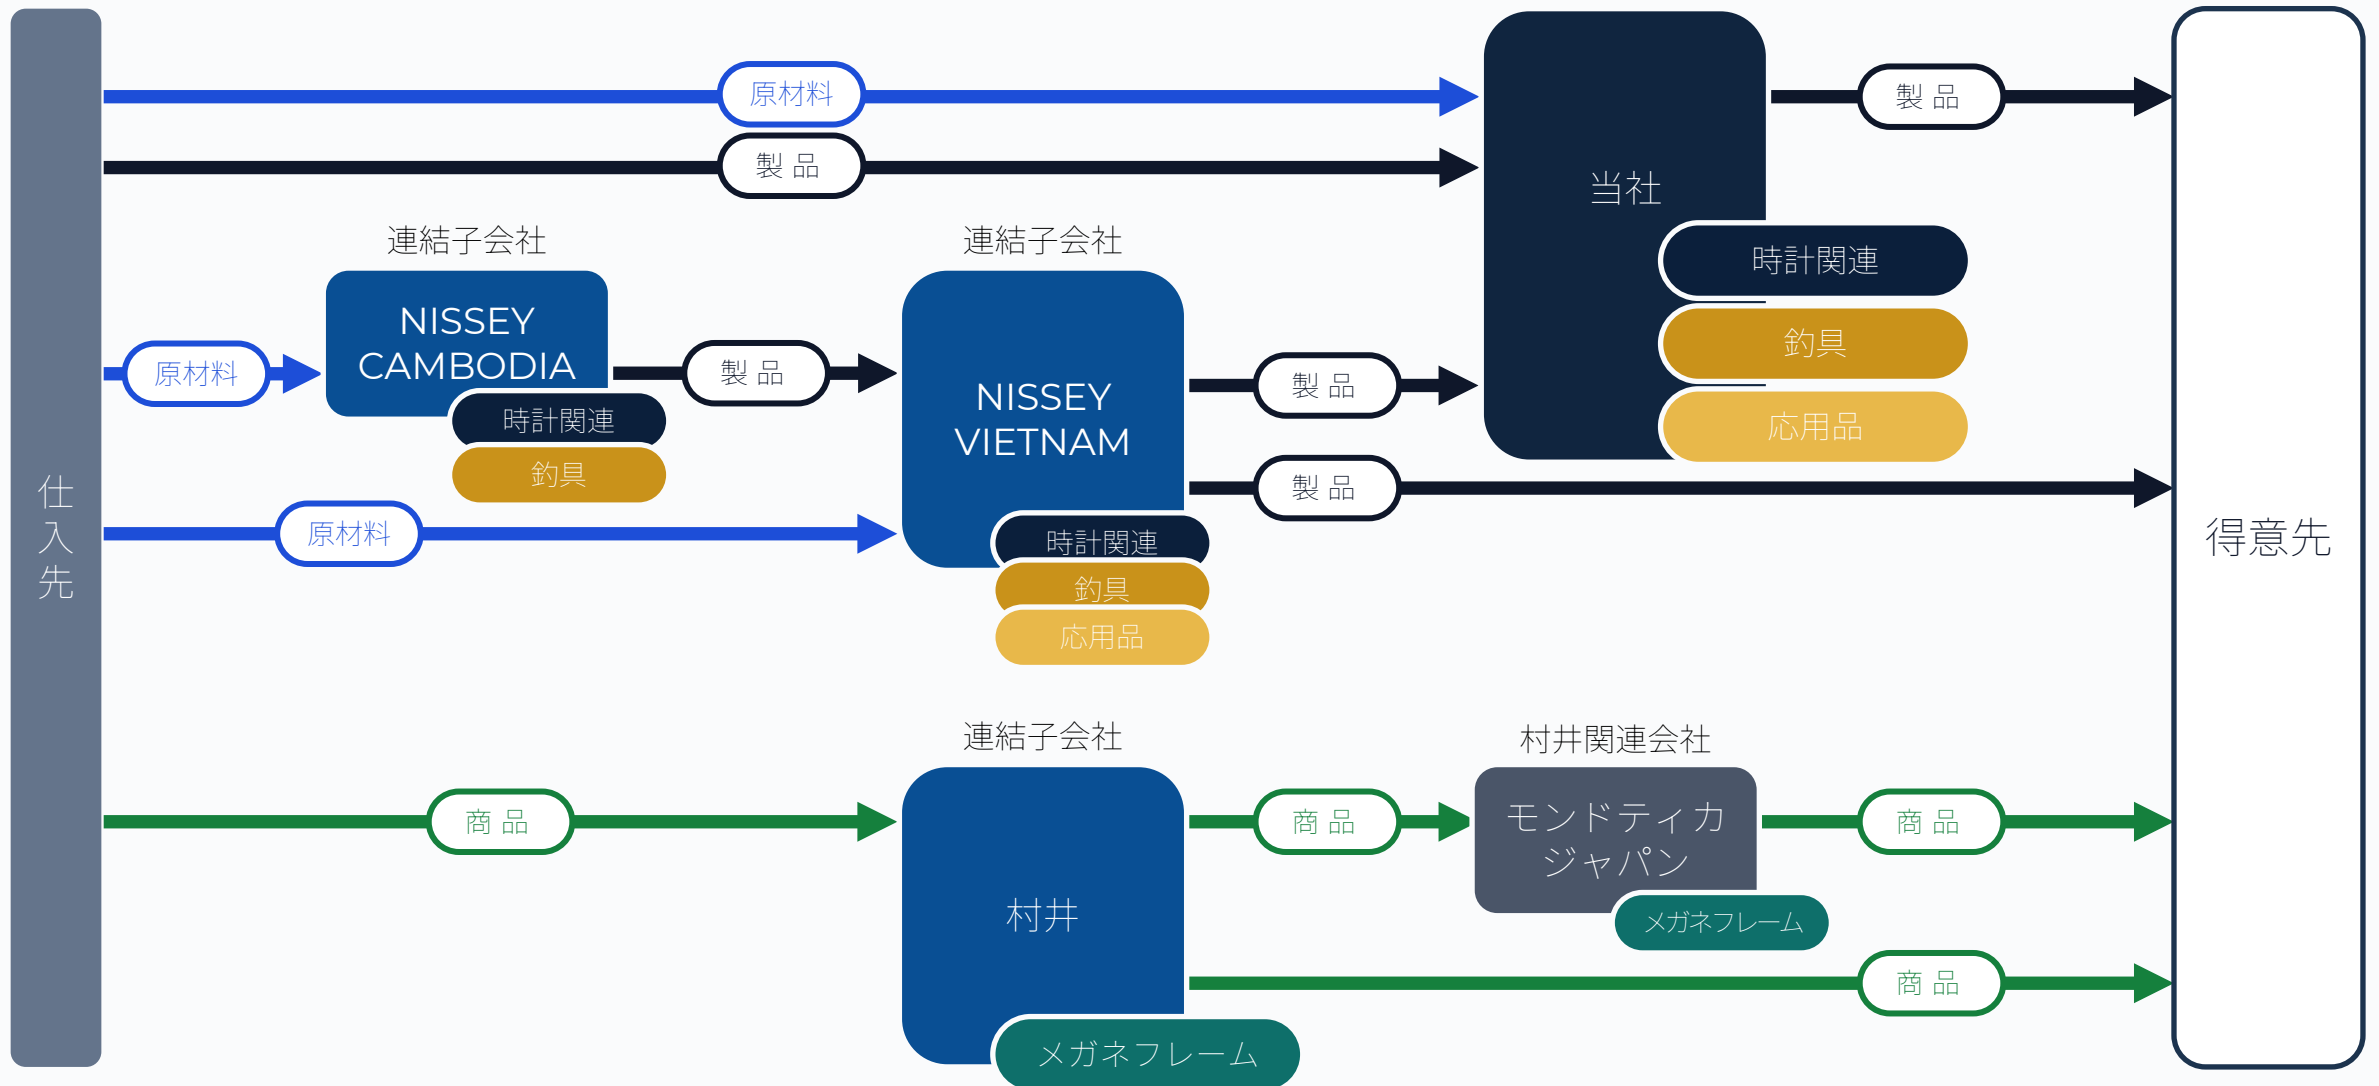 仕
入
先
原材料
製品
製品
製品
当社
時計関連
釣具
応用品
連結子会社
NISSEY
CAMBODIA
時計関連
釣具
原材料
製品
連結子会社
NISSEY
VIETNAM
時計関連
釣具
応用品
原材料
製品
製品
得意先
連結子会社
村井
メガネフレーム
商品
商品
村井関連会社
モンドティカ
ジャパン
メガネフレーム
商品
商品